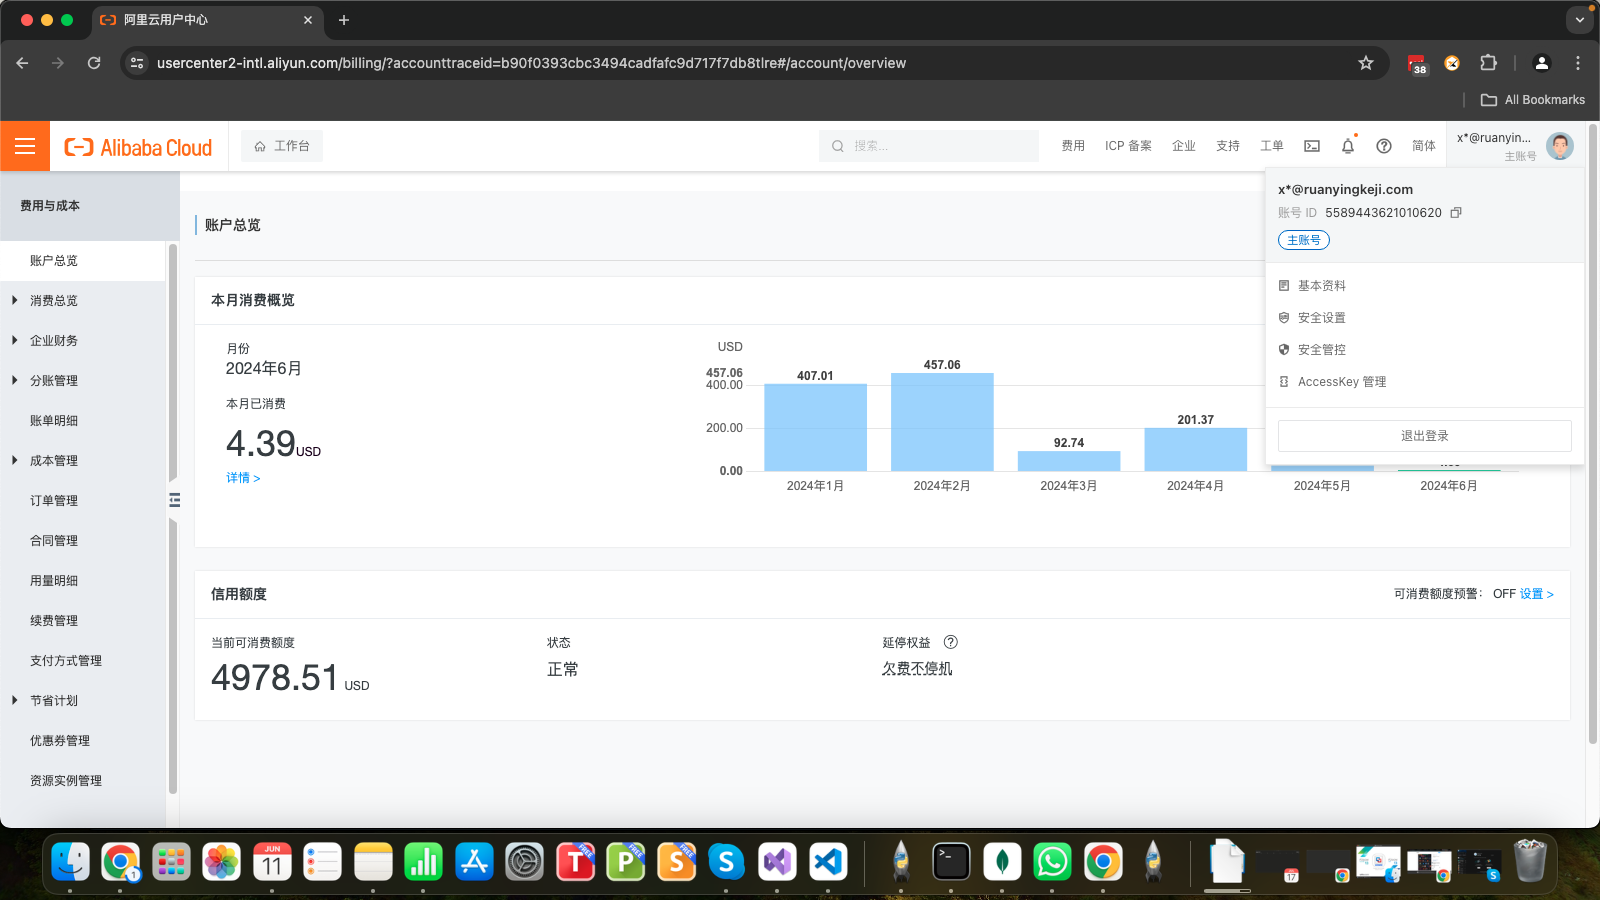 阿里云用户中心
usercenter2-intl.aliyun.com/billing/?accounttraceid=b90f0393cbc3494cadfafc9d717f7db8tlre#/account/overview
38
All Bookmarks
Alibaba Cloud
工作台
搜索...
费用
ICP 备案
企业
支持
工单
简体
x*@ruanyin...
主账号
x*@ruanyingkeji.com
账号 ID 5589443621010620
主账号
基本资料
安全设置
安全管控
AccessKey 管理
退出登录
费用与成本
账户总览
消费总览
企业财务
分账管理
账单明细
成本管理
订单管理
合同管理
用量明细
续费管理
支付方式管理
节省计划
优惠券管理
资源实例管理
账户总览
本月消费概览
月份
2024年6月
本月已消费
4.39USD
详情 >
USD
457.06
400.00
200.00
0.00
407.01
457.06
92.74
201.37
2024年1月
2024年2月
2024年3月
2024年4月
2024年5月
2024年6月
信用额度
可消费额度预警： OFF 设置 >
当前可消费额度
4978.51 USD
状态
正常
延停权益
欠费不停机
1
JUN
11
T
FREE
P
FREE
S
FREE
S
17
S